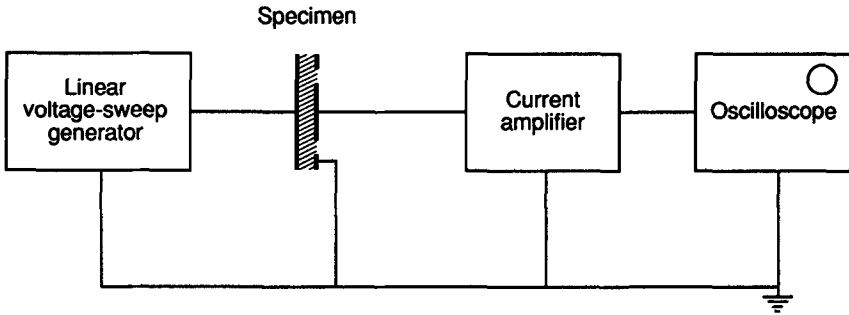 Specimen
Linear
voltage-sweep
generator
Current
amplifier
Oscilloscope